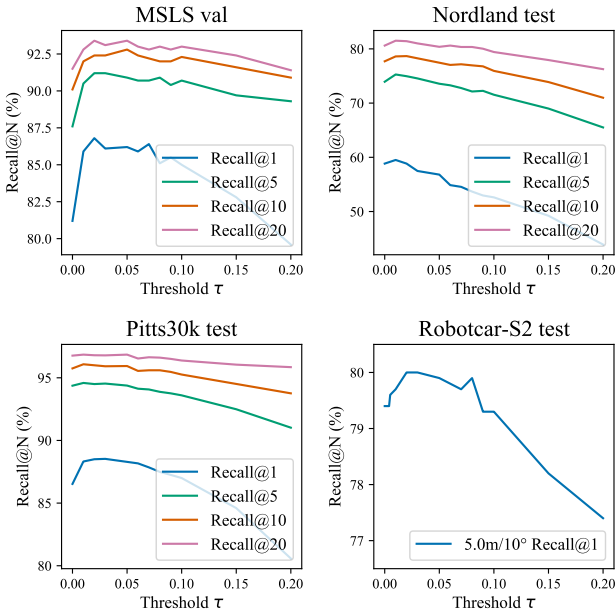 MSLS val
Recall@N (%)
92.5
90.0
87.5
85.0
82.5
80.0
Recall@1
Recall@5
Recall@10
Recall@20
0.00 0.05 0.10 0.15 0.20
Threshold τ
Nordland test
Recall@N (%)
80
70
60
50
Recall@1
Recall@5
Recall@10
Recall@20
0.00 0.05 0.10 0.15 0.20
Threshold τ
Pitts30k test
Recall@N (%)
95
90
85
80
Recall@1
Recall@5
Recall@10
Recall@20
0.00 0.05 0.10 0.15 0.20
Threshold τ
Robotcar-S2 test
Recall@N (%)
80
79
78
77
5.0m/10° Recall@1
0.00 0.05 0.10 0.15 0.20
Threshold τ